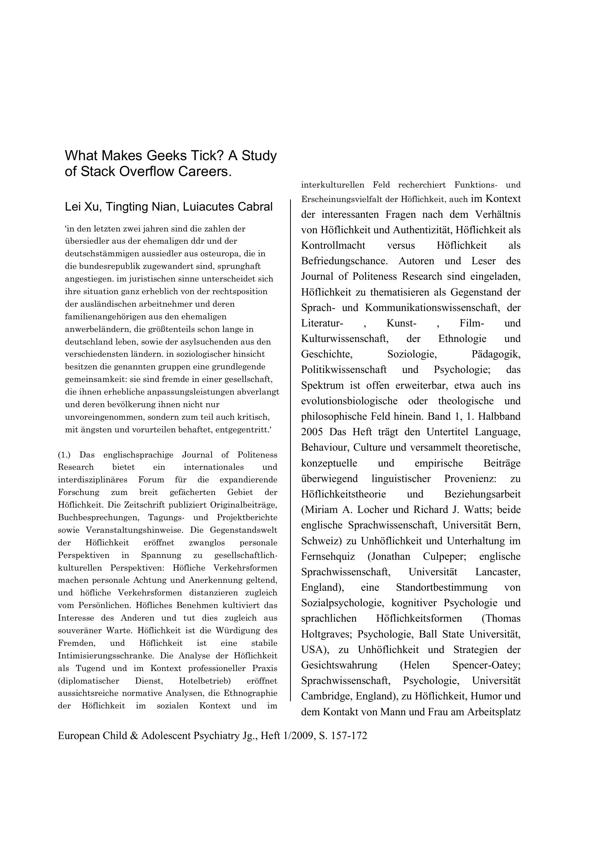 What Makes Geeks Tick? A Study
of Stack Overflow Careers.
Lei Xu, Tingting Nian, Luiacutes Cabral
'in den letzten zwei jahren sind die zahlen der
übersiedler aus der ehemaligen ddr und der
deutschstämmigen aussiedler aus osteuropa, die in
die bundesrepublik zugewandert sind, sprunghaft
angestiegen. im juristischen sinne unterscheidet sich
ihre situation ganz erheblich von der rechtsposition
der ausländischen arbeitnehmer und deren
familienangehörigen aus den ehemaligen
anwerbeländern, die größtenteils schon lange in
deutschland leben, sowie der asylsuchenden aus den
verschiedensten ländern. in soziologischer hinsicht
besitzen die genannten gruppen eine grundlegende
gemeinsamkeit: sie sind fremde in einer gesellschaft,
die ihnen erhebliche anpassungsleistungen abverlangt
und deren bevölkerung ihnen nicht nur
unvoreingenommen, sondern zum teil auch kritisch,
mit ängsten und vorurteilen behaftet, entgegentritt.'
(1.) Das englischsprachige Journal of Politeness
Research bietet ein internationales und
interdisziplinäres Forum für die expandierende
Forschung zum breit gefächerten Gebiet der
Höflichkeit. Die Zeitschrift publiziert Originalbeiträge,
Buchbesprechungen, Tagungs- und Projektberichte
sowie Veranstaltungshinweise. Die Gegenstandswelt
der Höflichkeit eröffnet zwanglos personale
Perspektiven in Spannung zu gesellschaftlich-
kulturellen Perspektiven: Höfliche Verkehrsformen
machen personale Achtung und Anerkennung geltend,
und höfliche Verkehrsformen distanzieren zugleich
vom Persönlichen. Höfliches Benehmen kultiviert das
Interesse des Anderen und tut dies zugleich aus
souveräner Warte. Höflichkeit ist die Würdigung des
Fremden, und Höflichkeit ist eine stabile
Intimisierungsschranke. Die Analyse der Höflichkeit
als Tugend und im Kontext professioneller Praxis
(diplomatischer Dienst, Hotelbetrieb) eröffnet
aussichtsreiche normative Analysen, die Ethnographie
der Höflichkeit im sozialen Kontext und im
interkulturellen Feld recherchiert Funktions- und
Erscheinungsvielfalt der Höflichkeit, auch im Kontext
der interessanten Fragen nach dem Verhältnis
von Höflichkeit und Authentizität, Höflichkeit als
Kontrollmacht versus Höflichkeit als
Befriedungschance. Autoren und Leser des
Journal of Politeness Research sind eingeladen,
Höflichkeit zu thematisieren als Gegenstand der
Sprach- und Kommunikationswissenschaft, der
Literatur- , Kunst- , Film- und
Kulturwissenschaft, der Ethnologie und
Geschichte, Soziologie, Pädagogik,
Politikwissenschaft und Psychologie; das
Spektrum ist offen erweiterbar, etwa auch ins
evolutionsbiologische oder theologische und
philosophische Feld hinein. Band 1, 1. Halbband
2005 Das Heft trägt den Untertitel Language,
Behaviour, Culture und versammelt theoretische,
konzeptuelle und empirische Beiträge
überwiegend linguistischer Provenienz: zu
Höflichkeitstheorie und Beziehungsarbeit
(Miriam A. Locher und Richard J. Watts; beide
englische Sprachwissenschaft, Universität Bern,
Schweiz) zu Unhöflichkeit und Unterhaltung im
Fernsehquiz (Jonathan Culpeper; englische
Sprachwissenschaft, Universität Lancaster,
England), eine Standortbestimmung von
Sozialpsychologie, kognitiver Psychologie und
sprachlichen Höflichkeitsformen (Thomas
Holtgraves; Psychologie, Ball State Universität,
USA), zu Unhöflichkeit und Strategien der
Gesichtswahrung (Helen Spencer-Oatey;
Sprachwissenschaft, Psychologie, Universität
Cambridge, England), zu Höflichkeit, Humor und
dem Kontakt von Mann und Frau am Arbeitsplatz
European Child & Adolescent Psychiatry Jg., Heft 1/2009, S. 157-172